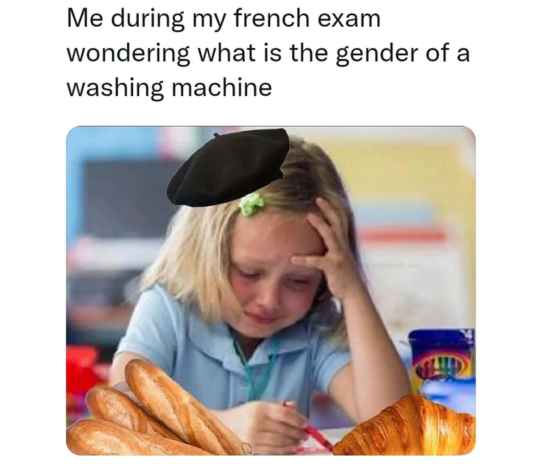 Me during my french exam
wondering what is the gender of a
washing machine